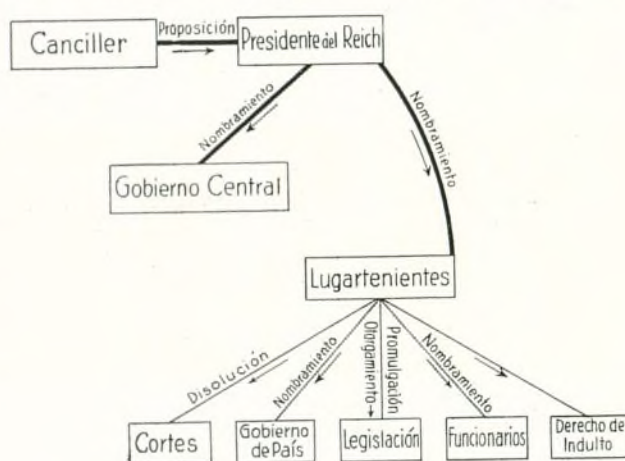 Canciller
Proposición
Presidente del Reich
Nombramiento
Nombramiento
Gobierno Central
Lugartenientes
Disolución
Nombramiento
Otorgamiento
Promulgación
Nombramiento
Cortes
Gobierno
de País
Legislación
Funcionarios
Derecho de
Indulto